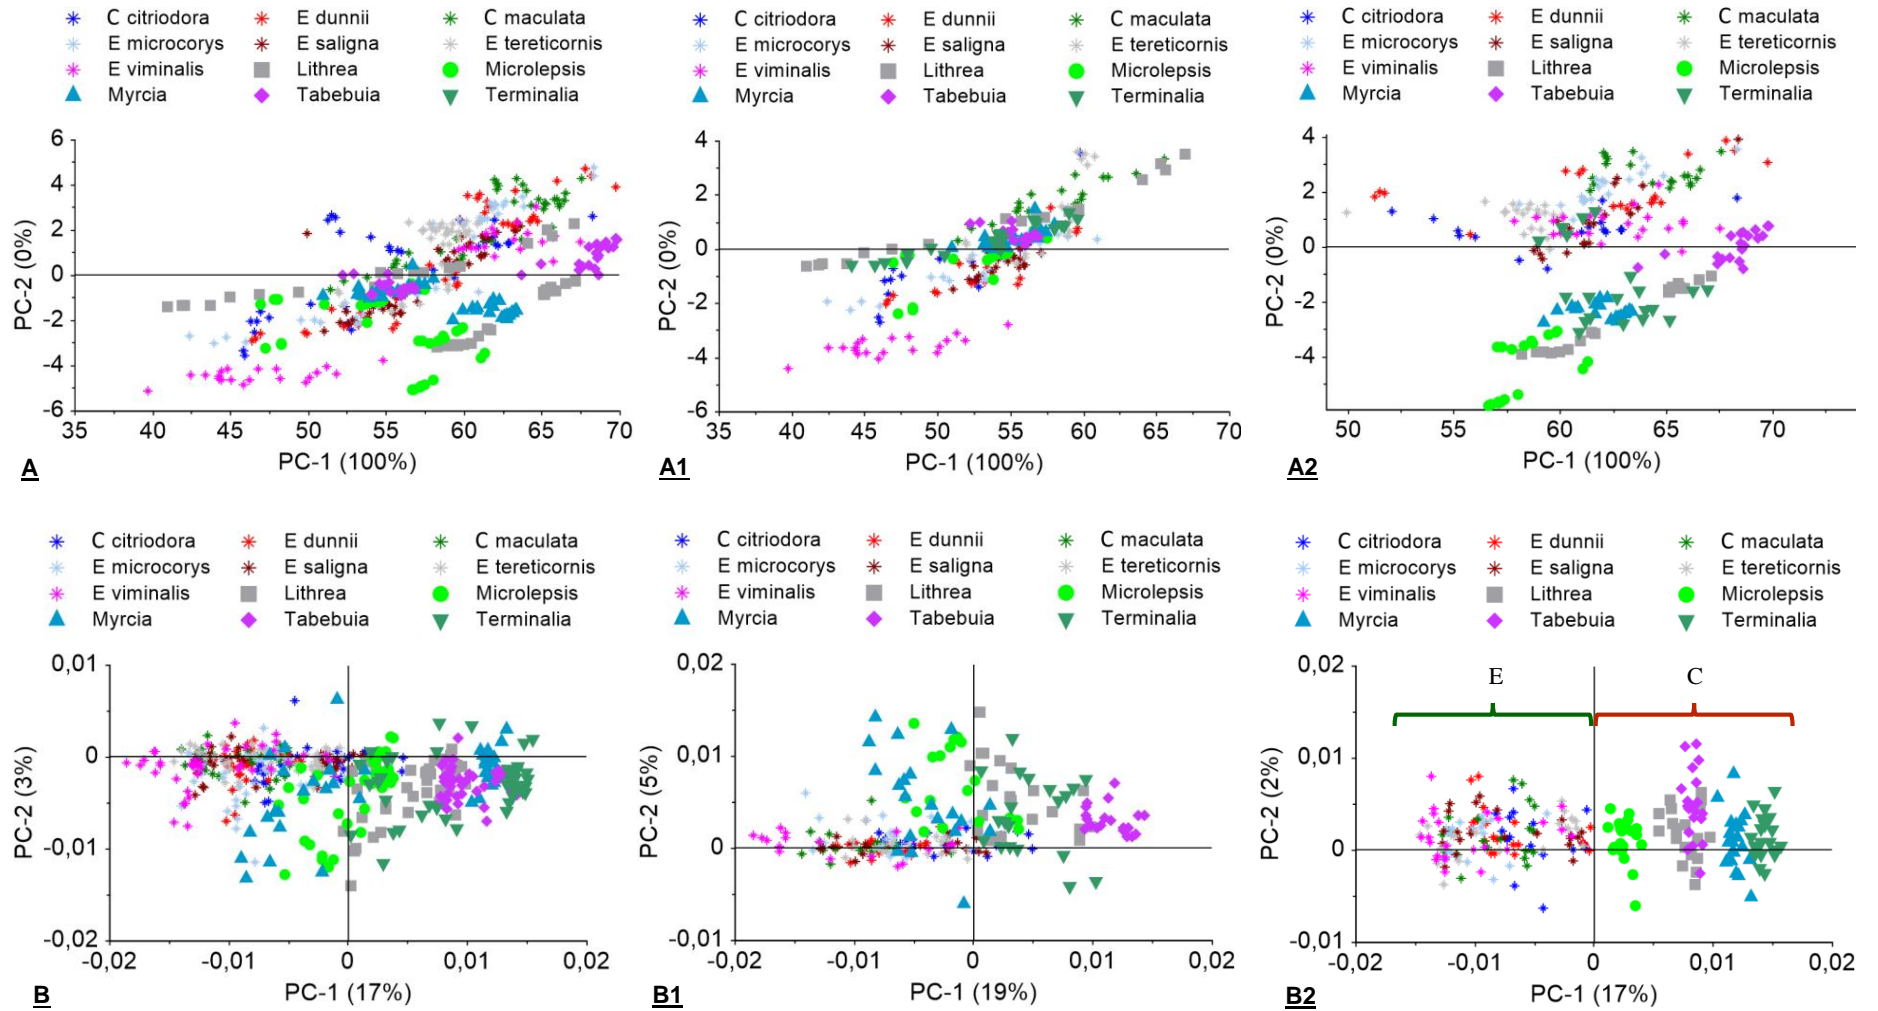 C citriodora E dunnii C maculata
E microcorys E saligna E tereticornis
E viminalis Lithrea Microlepsis
Myrcia Tabebuia Terminalia
6
4
2
0
-2
-4
-6
35 40 45 50 55 60 65 70
PC-2 (0%)
PC-1 (100%)
A
C citriodora E dunnii C maculata
E microcorys E saligna E tereticornis
E viminalis Lithrea Microlepsis
Myrcia Tabebuia Terminalia
4
2
0
-2
-4
-6
35 40 45 50 55 60 65 70
PC-2 (0%)
PC-1 (100%)
A1
C citriodora E dunnii C maculata
E microcorys E saligna E tereticornis
E viminalis Lithrea Microlepsis
Myrcia Tabebuia Terminalia
4
2
0
-2
-4
50 55 60 65 70
PC-2 (0%)
PC-1 (100%)
A2
C citriodora E dunnii C maculata
E microcorys E saligna E tereticornis
E viminalis Lithrea Microlepsis
Myrcia Tabebuia Terminalia
0,01
0
-0,01
-0,02
-0,02 -0,01 0 0,01 0,02
PC-2 (3%)
PC-1 (17%)
B
C citriodora E dunnii C maculata
E microcorys E saligna E tereticornis
E viminalis Lithrea Microlepsis
Myrcia Tabebuia Terminalia
0,02
0,01
0
-0,01
-0,02 -0,01 0 0,01 0,02
PC-2 (5%)
PC-1 (19%)
B1
C citriodora E dunnii C maculata
E microcorys E saligna E tereticornis
E viminalis Lithrea Microlepsis
Myrcia Tabebuia Terminalia
E C
0,02
0,01
0
-0,01
-0,02 -0,01 0 0,01 0,02
PC-2 (2%)
PC-1 (17%)
B2